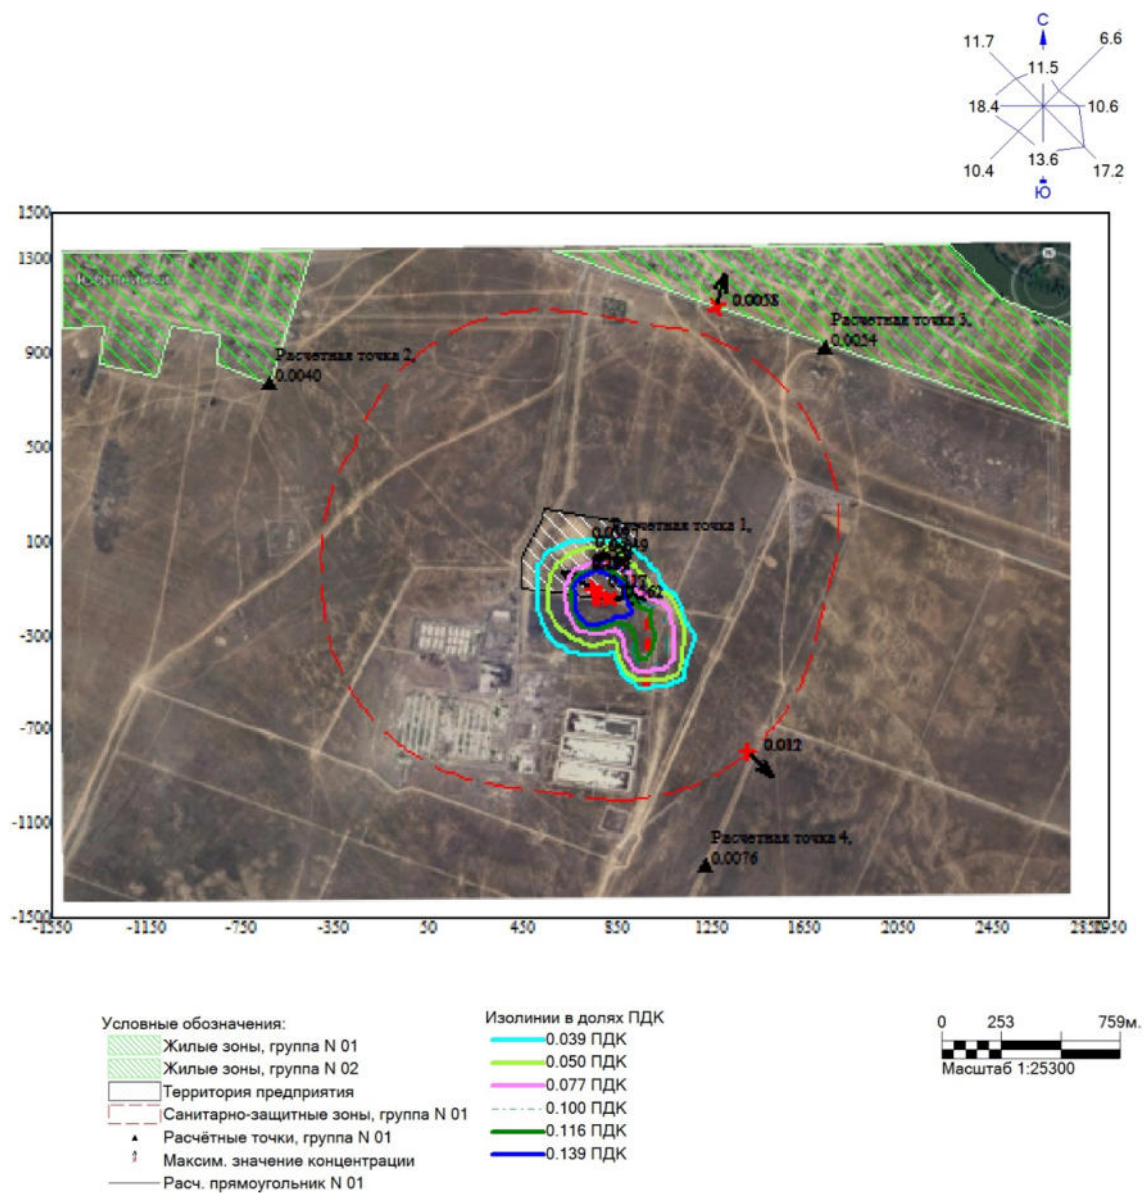 С
11.7
6.6
11.5
18.4
10.6
13.6
10.4
17.2
Ю
1500
1300
900
500
100
-300
-700
-1100
-1500
0.0058
Расчетная точка 3,
0.0054
Расчетная точка 2,
0.0040
Расчетная точка 1,
0.012
Расчетная точка 4,
0.0076
-1550
-1150
-750
-350
50
450
850
1250
1650
2050
2450
2850
2950
Условные обозначения:
Жилые зоны, группа N 01
Жилые зоны, группа N 02
Территория предприятия
Санитарно-защитные зоны, группа N 01
Расчётные точки, группа N 01
Максим. значение концентрации
Расч. прямоугольник N 01
Изолинии в долях ПДК
0.039 ПДК
0.050 ПДК
0.077 ПДК
0.100 ПДК
0.116 ПДК
0.139 ПДК
0 253 759м.
Масштаб 1:25300